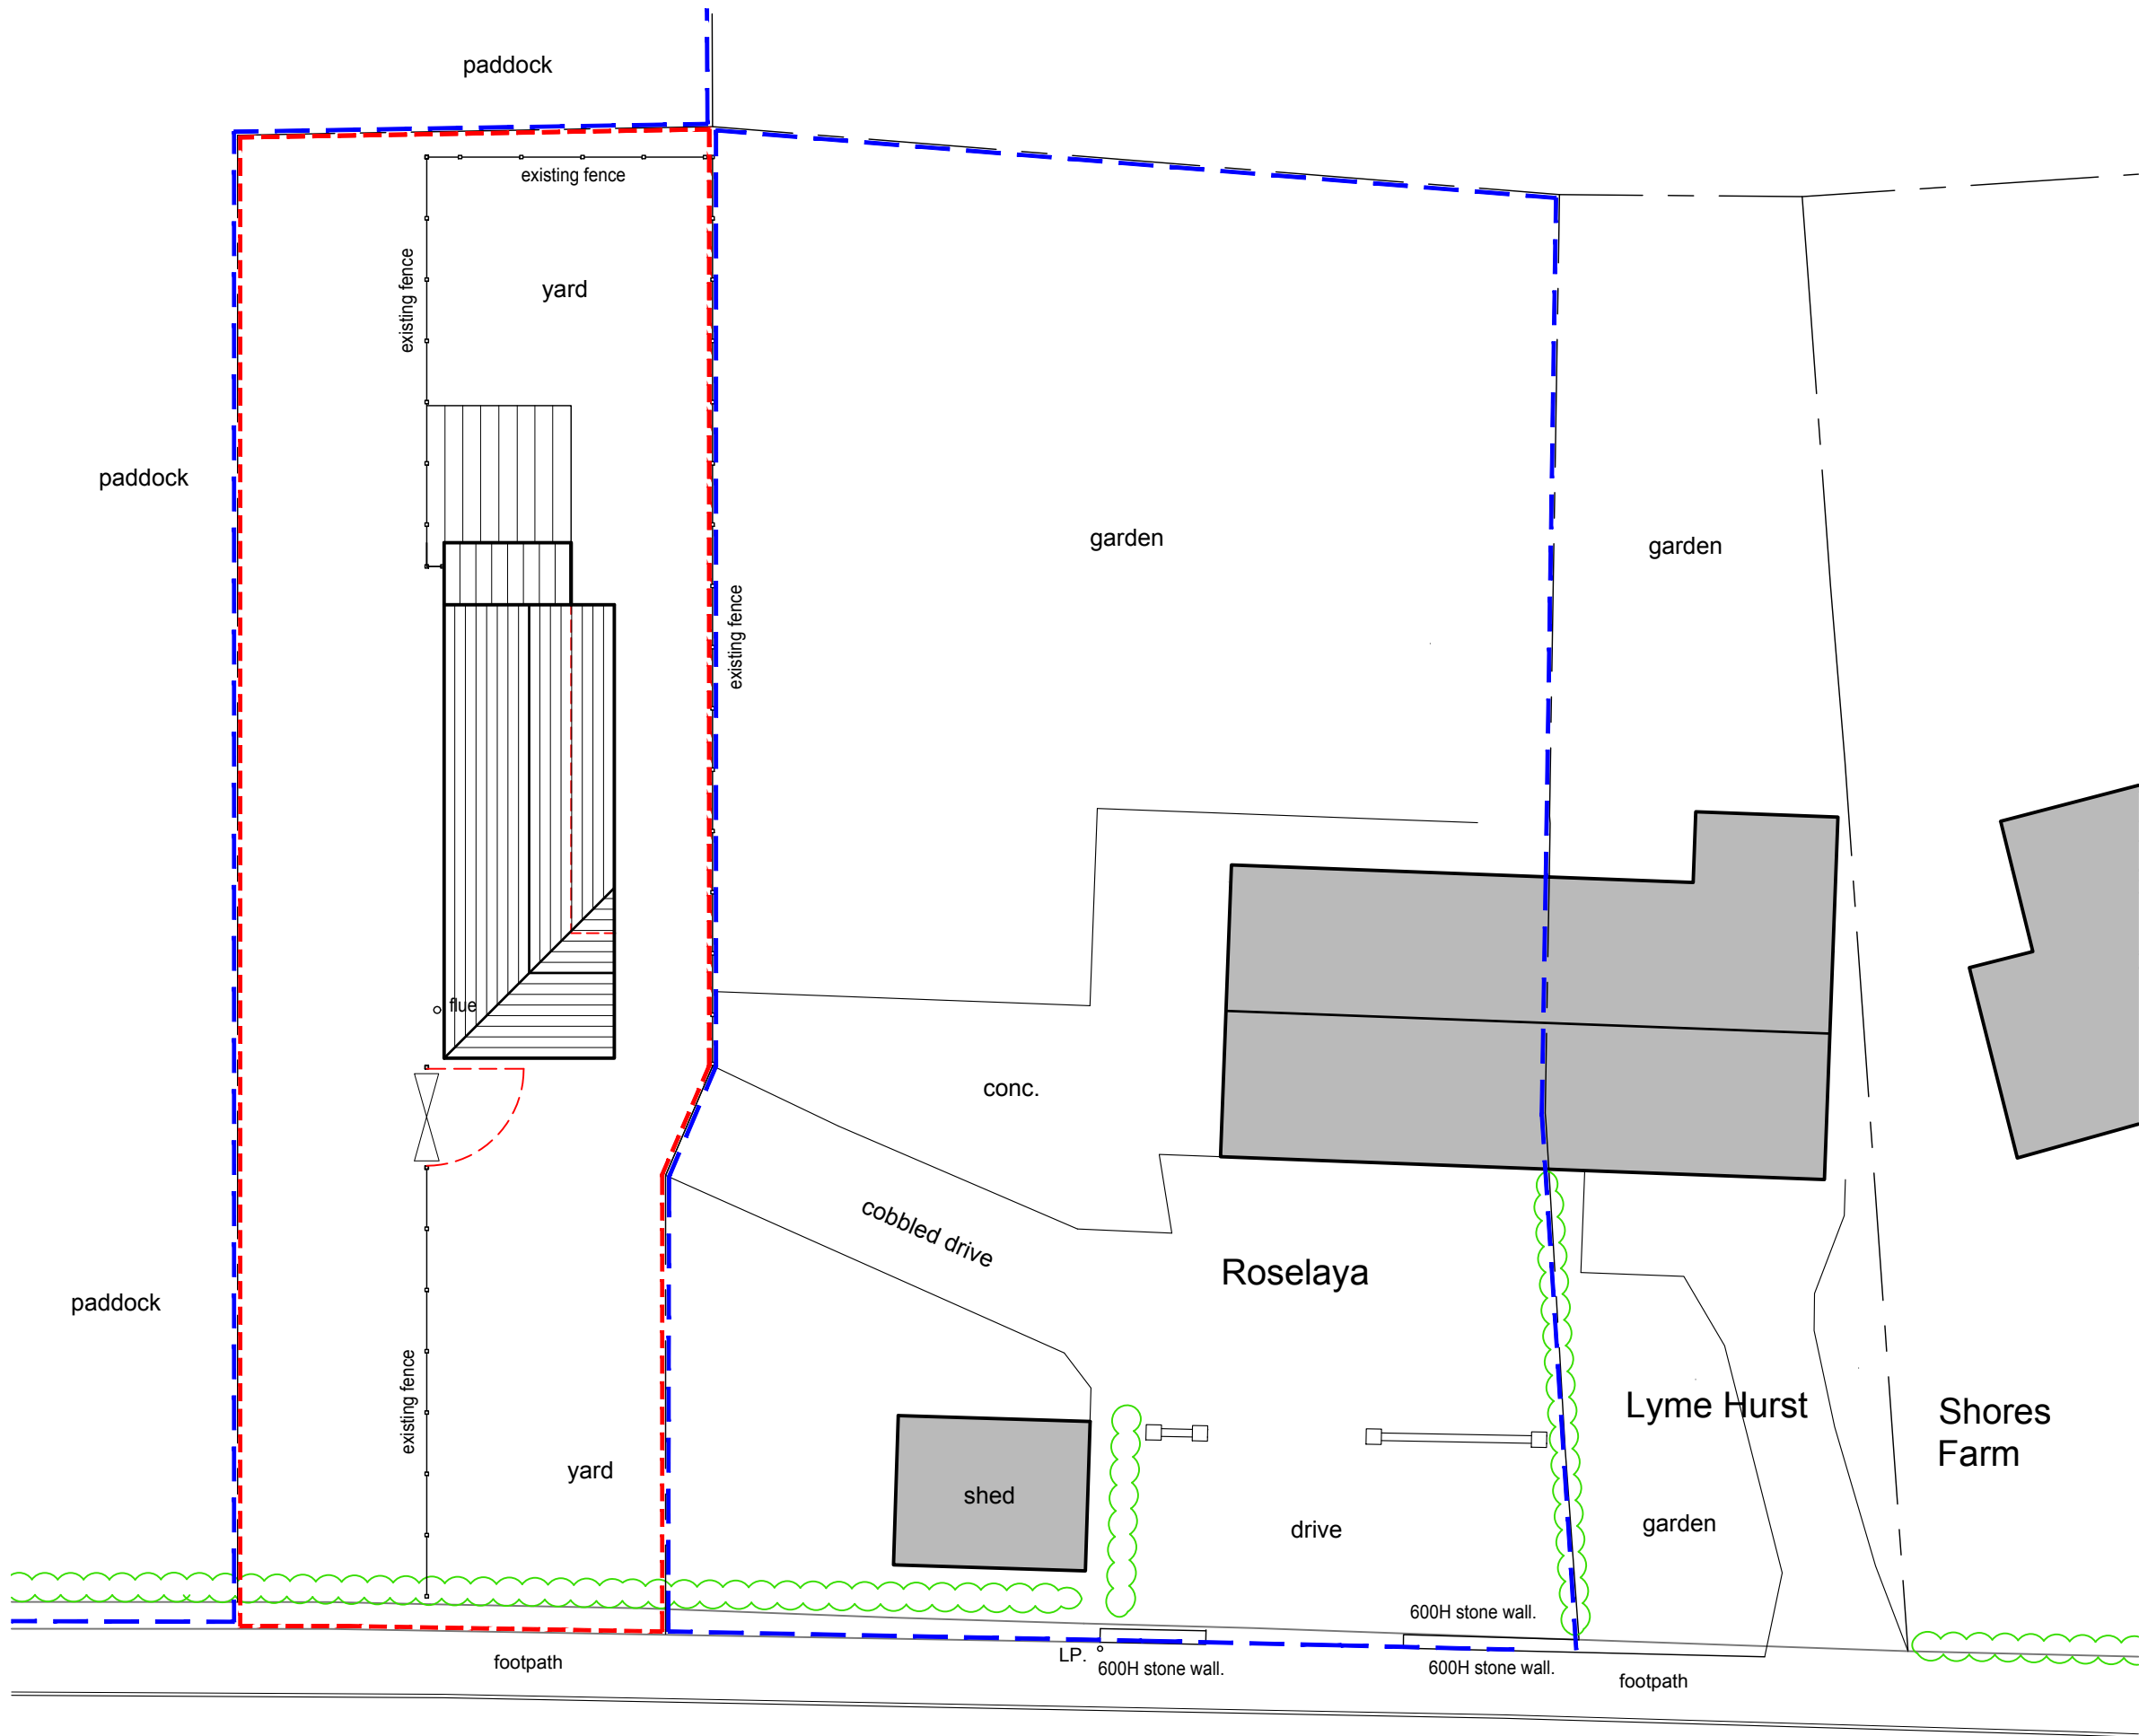 paddock
existing fence
existing fence
yard
paddock
garden
garden
existing fence
flue
conc.
cobbled drive
Roselaya
paddock
existing fence
Lyme Hurst
Shores
Farm
yard
shed
drive
garden
600H stone wall.
footpath
LP.
600H stone wall.
600H stone wall.
footpath